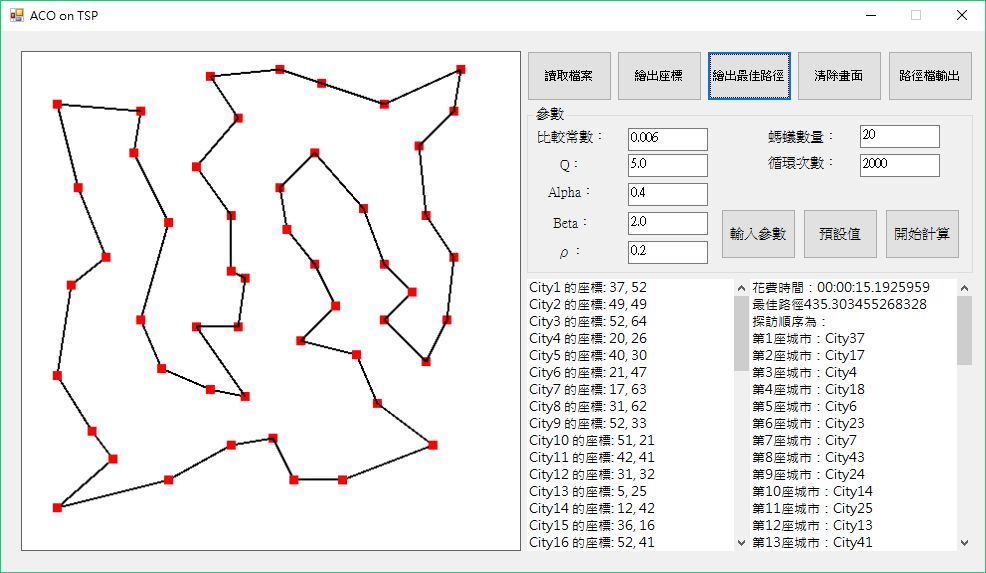 ACO on TSP
讀取檔案
繪出座標
繪出最佳路徑
清除畫面
路徑檔輸出
參數
比較常數：
0.006
螞蟻數量：
20
Q：
5.0
循環次數：
2000
Alpha：
0.4
Beta：
2.0
ρ：
0.2
輸入參數
預設值
開始計算
City1 的座標: 37, 52
City2 的座標: 49, 49
City3 的座標: 52, 64
City4 的座標: 20, 26
City5 的座標: 40, 30
City6 的座標: 21, 47
City7 的座標: 17, 63
City8 的座標: 31, 62
City9 的座標: 52, 33
City10 的座標: 51, 21
City11 的座標: 42, 41
City12 的座標: 31, 32
City13 的座標: 5, 25
City14 的座標: 12, 42
City15 的座標: 36, 16
City16 的座標: 52, 41
花費時間：00:00:15.1925959
最佳路徑435.303455268328
探訪順序為：
第1座城市：City37
第2座城市：City17
第3座城市：City4
第4座城市：City18
第5座城市：City6
第6座城市：City23
第7座城市：City7
第8座城市：City43
第9座城市：City24
第10座城市：City14
第11座城市：City25
第12座城市：City13
第13座城市：City41